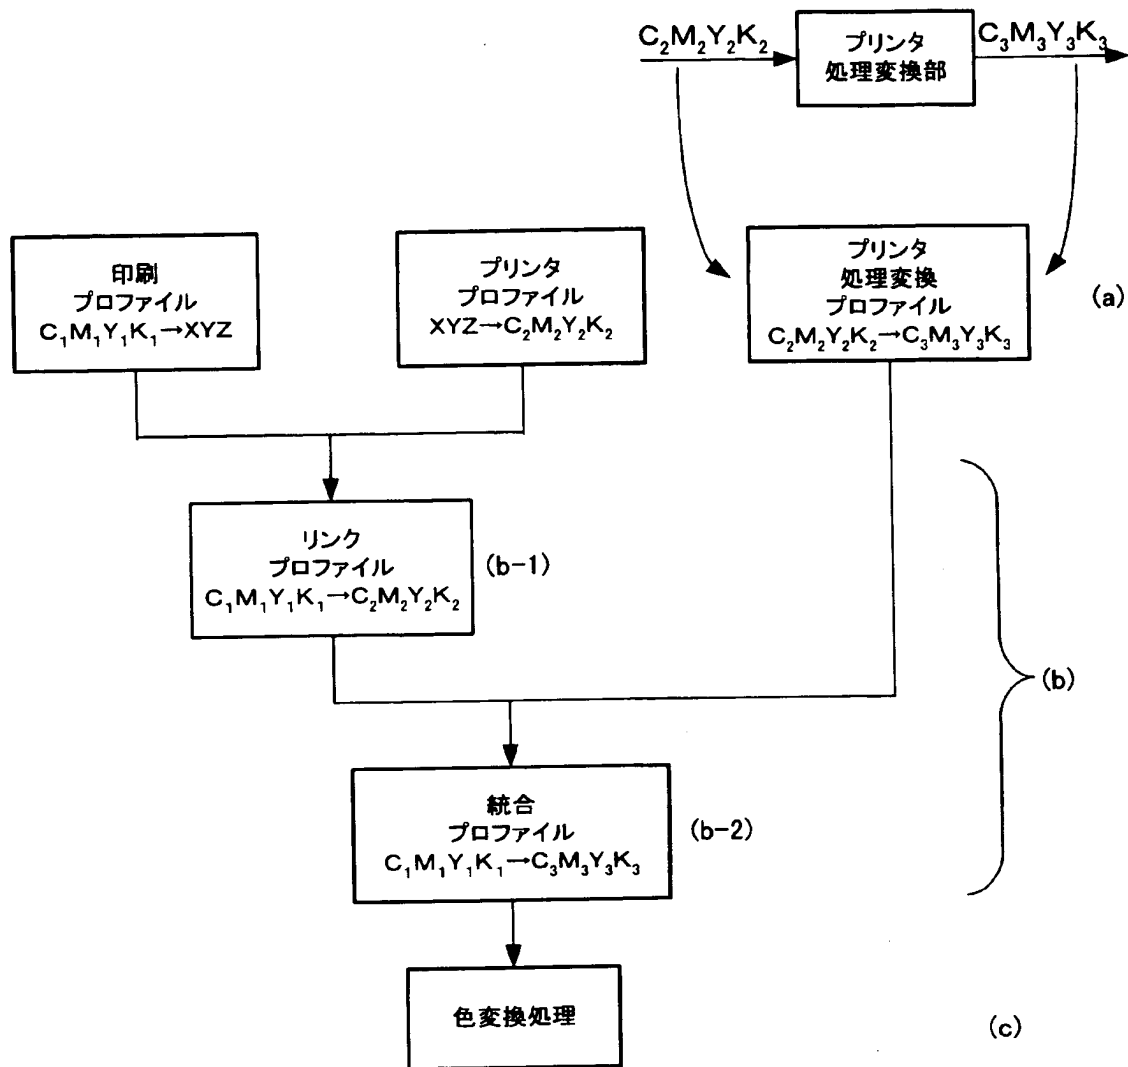 C₂M₂Y₂K₂
プリンタ
処理変換部
C₃M₃Y₃K₃
印刷
プロファイル
C₁M₁Y₁K₁→XYZ
プリンタ
プロファイル
XYZ→C₂M₂Y₂K₂
プリンタ
処理変換
プロファイル
C₂M₂Y₂K₂→C₃M₃Y₃K₃
(a)
リンク
プロファイル
C₁M₁Y₁K₁→C₂M₂Y₂K₂
(b-1)
(b)
統合
プロファイル
C₁M₁Y₁K₁→C₃M₃Y₃K₃
(b-2)
色変換処理
(c)